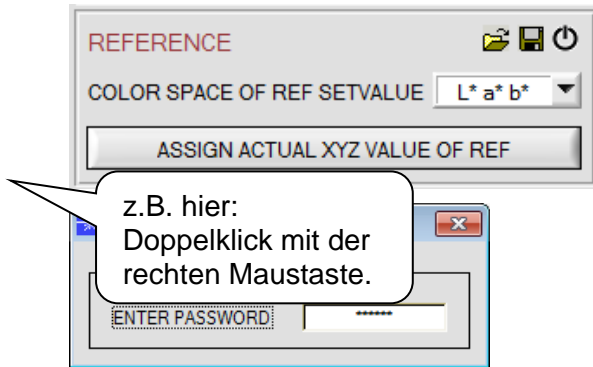 REFERENCE
COLOR SPACE OF REF SETVALUE L* a* b*
ASSIGN ACTUAL XYZ VALUE OF REF
z.B. hier:
Doppelklick mit der
rechten Maustaste.
ENTER PASSWORD ******